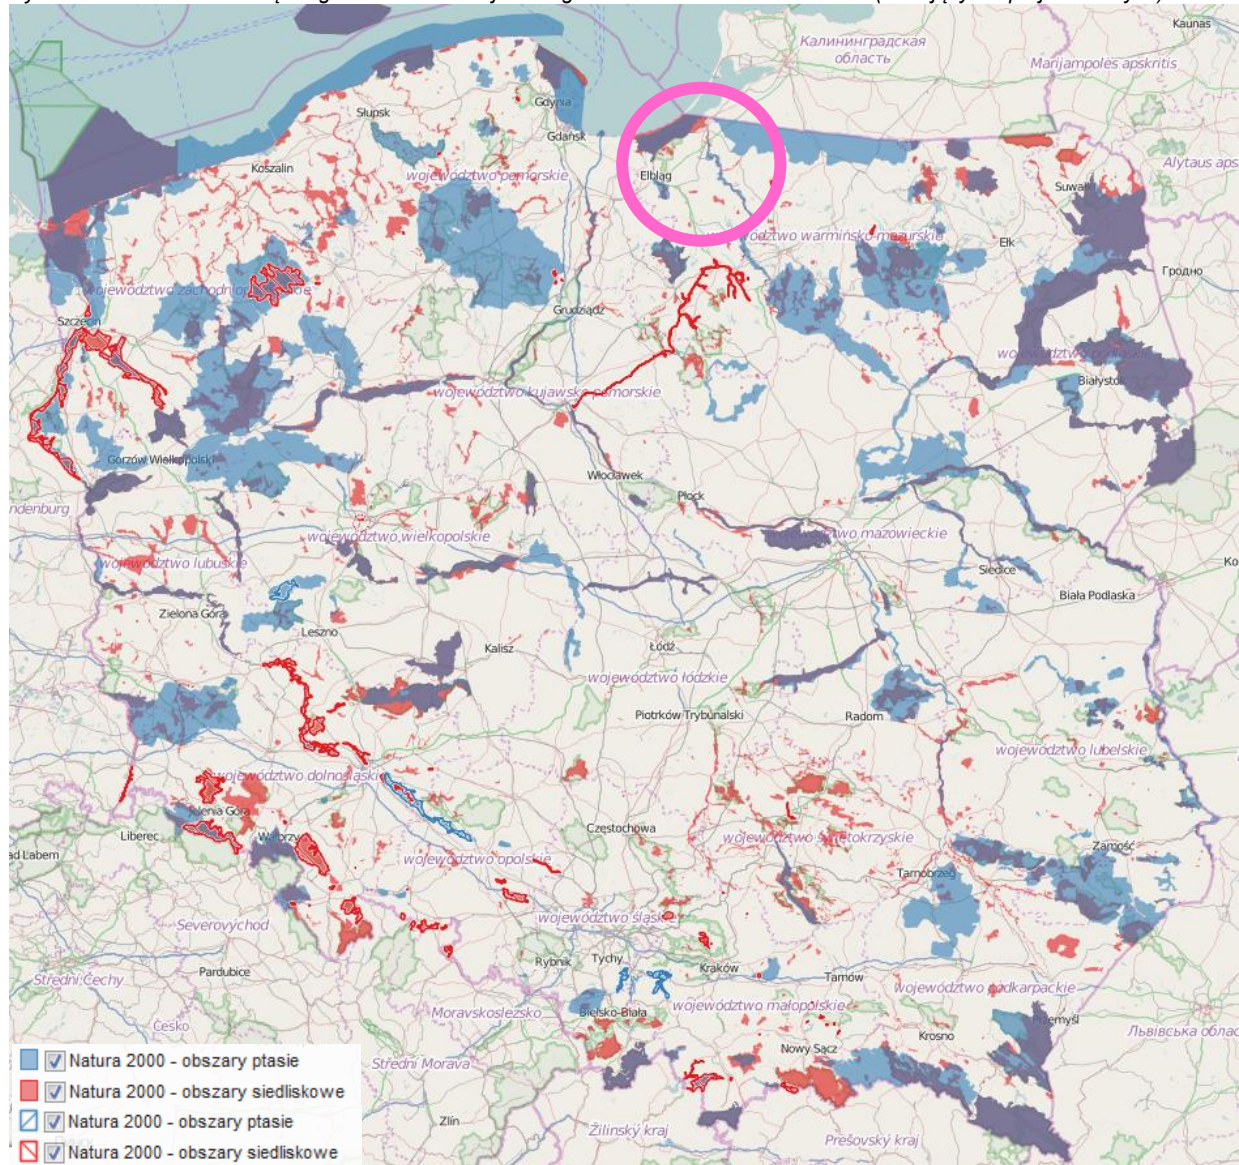 Kaunas
Калининградская
область
Marijampolės apskritis
Gdynia
Słupsk
Gdańsk
Koszalin
województwo pomorskie
Elbląg
Alytaus aps
Suwałki
województwo warmińsko-mazurskie
Ełk
Гродно
Szczecin
Grudziądz
Białystok
województwo kujawsko-pomorskie
Gorzów Wielkopolski
Włocławek
Płock
ndenburg
województwo wielkopolskie
województwo mazowieckie
województwo lubuskie
Siedlce
Ko
Biała Podlaska
Zielona Góra
Leszno
Kalisz
Łódź
województwo łódzkie
Piotrków Trybunalski
Radom
województwo lubelskie
województwo dolnośląskie
Jelenia Góra
Liberec
Wałbrzy
Częstochowa
województwo świętokrzyskie
ad Labem
województwo opolskie
Zamość
Tarnobrzeg
Severovýchod
województwo śląskie
Rybnik
Tychy
Kraków
Tarnów
Pardubice
Střední Čechy
województwo podkarpackie
Moravskoslezsko
Bielsko-Biała
województwo małopolskie
Przemyśl
Česko
Krosno
Львівська облас
Nowy Sącz
Střední Morava
Zlín
Žilinský kraj
Prešovský kraj
Natura 2000 - obszary ptasie
Natura 2000 - obszary siedliskowe
Natura 2000 - obszary ptasie
Natura 2000 - obszary siedliskowe